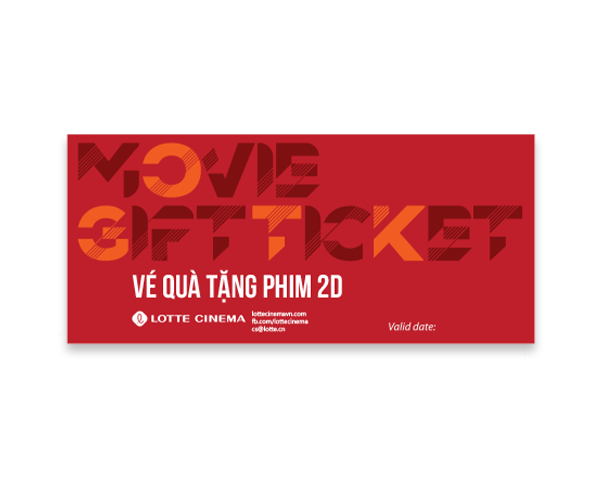 MOVIE
GIFT TICKET
VÉ QUÀ TẶNG PHIM 2D
LOTTE CINEMA
lottecinemavn.com
fb.com/lottecinema
cs@lotte.cn
Valid date: